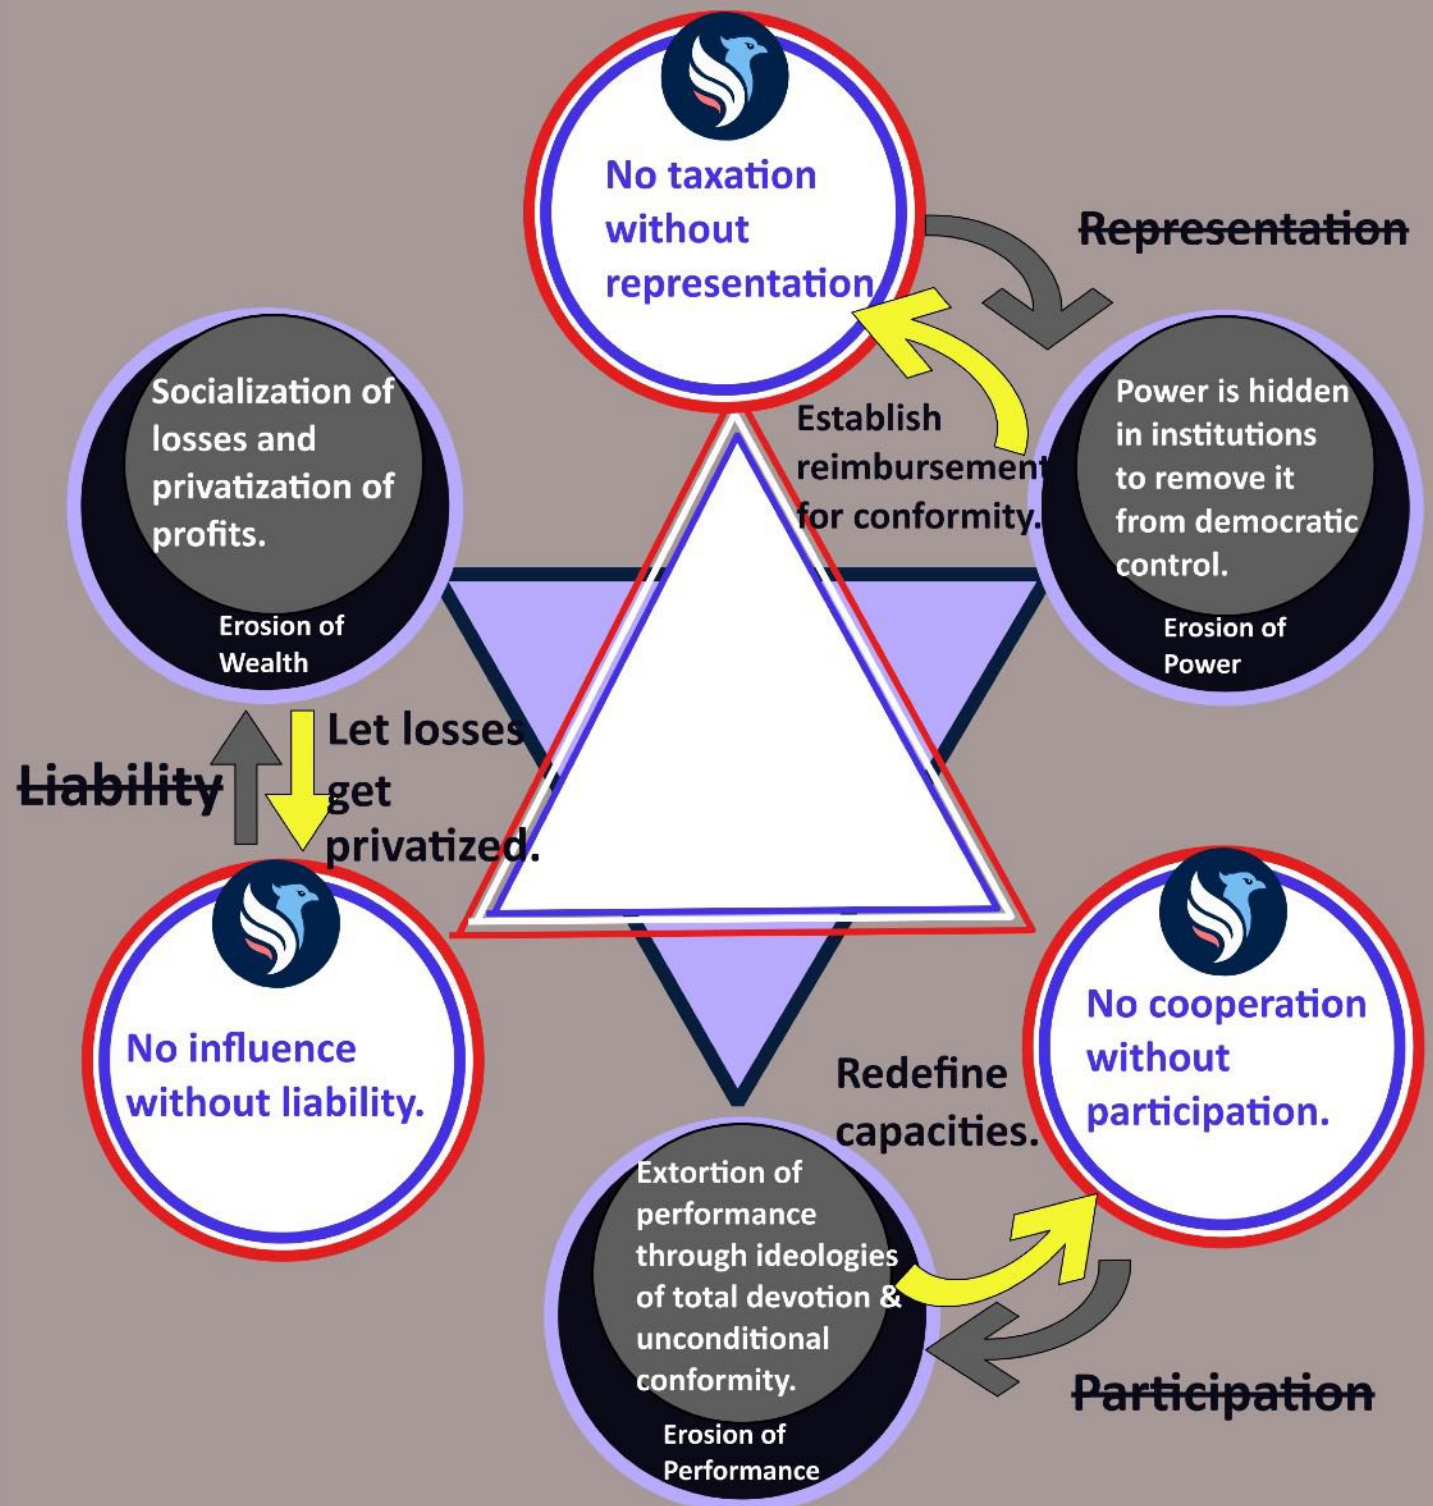 No taxation
without
representation
Representation
Establish
reimbursement
for conformity.
Power is hidden
in institutions
to remove it
from democratic
control.
Erosion of
Power
Socialization of
losses and
privatization of
profits.
Erosion of
Wealth
Liability
Let losses
get
privatized.
No influence
without liability.
No cooperation
without
participation.
Redefine
capacities.
Extortion of
performance
through ideologies
of total devotion &
unconditional
conformity.
Erosion of
Performance
Participation